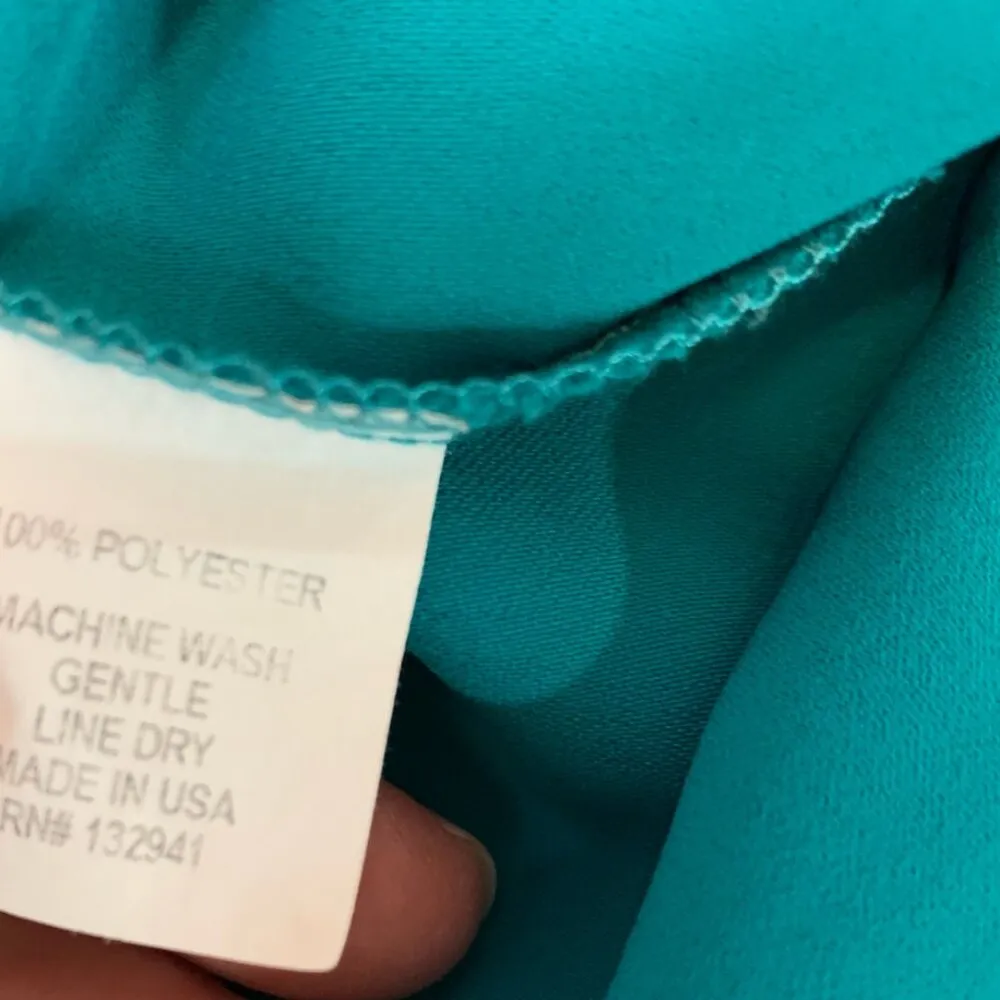 100% POLYESTER
MACHINE WASH
GENTLE
LINE DRY
MADE IN USA
RN# 132941